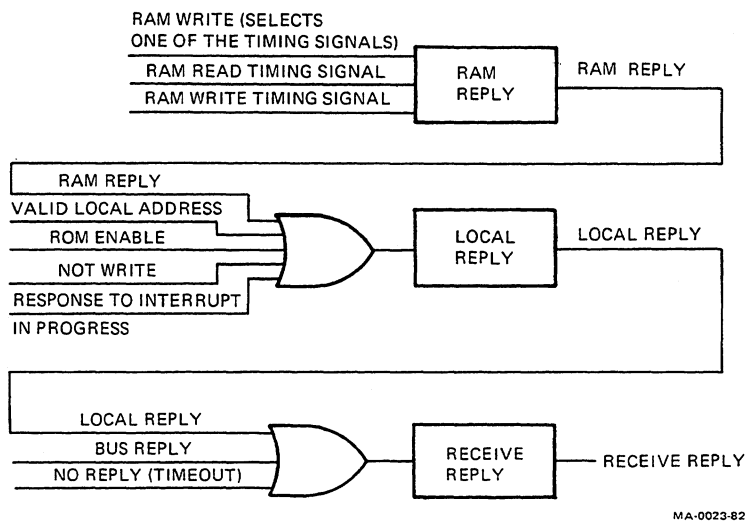 RAM WRITE (SELECTS
ONE OF THE TIMING SIGNALS)
RAM READ TIMING SIGNAL
RAM WRITE TIMING SIGNAL
RAM
REPLY
RAM REPLY
RAM REPLY
VALID LOCAL ADDRESS
ROM ENABLE
NOT WRITE
RESPONSE TO INTERRUPT
IN PROGRESS
LOCAL
REPLY
LOCAL REPLY
LOCAL REPLY
BUS REPLY
NO REPLY (TIMEOUT)
RECEIVE
REPLY
RECEIVE REPLY
MA-0023-82